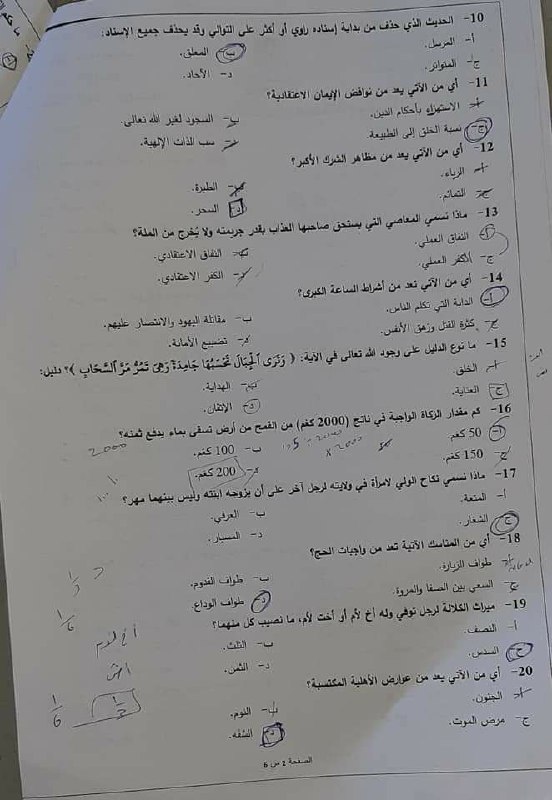 10- الحديث الذي حذف من بداية إسناده راوي أو أكثر على التوالي وقد يحذف جميع الإسناد:
أ- المرسل. ب- المعلق.
ج- المتواتر. د- الآحاد.
11- أي من الآتي يعد من نواقض الإيمان الاعتقادية؟
أ- الاستهزاء بأحكام الدين. ب- السجود لغير الله تعالى
ج- نسبة الخلق إلى الطبيعة. د- سب الذات الإلهية.
12- أي من الآتي يعد من مظاهر الشرك الأكبر؟
أ- الرياء. ب- الطيرة.
ج- التمائم. د- السحر.
13- ماذا نسمي المعاصي التي يستحق صاحبها العذاب بقدر جريمته ولا يُخرج من الملة؟
أ- النفاق العملي. ب- النفاق الاعتقادي.
ج- الكفر العملي. د- الكفر الاعتقادي.
14- أي من الآتي تعد من أشراط الساعة الكبرى؟
أ- الدابة التي تكلم الناس. ب- مقاتلة اليهود والانتصار عليهم.
ج- كثرة القتل وزهق الأنفس. د- تضييع الأمانة.
15- ما نوع الدليل على وجود الله تعالى في الآية: ﴿ وَتَرَى ٱلْجِبَالَ تَحْسَبُهَا جَامِدَةً وَهِيَ تَمُرُّ مَرَّ ٱلسَّحَابِ ﴾؟ دليل:
أ- الخلق. ب- الهداية.
ج- العناية. د- الإتقان.
16- كم مقدار الزكاة الواجبة في ناتج (2000 كغم) من القمح من أرض تسقى بماء يدفع ثمنه؟
أ- 50 كغم. ب- 100 كغم.
ج- 150 كغم. د- 200 كغم.
2000
× 2000
17- ماذا نسمي نكاح الولي لامرأة في ولايته لرجل آخر على أن يزوجه ابنته وليس بينهما مهر؟
أ- المتعة. ب- العرفي.
ج- الشغار. د- المسيار.
18- أي من المناسك الآتية تعد من واجبات الحج؟
أ- طواف الزيارة. ب- طواف القدوم.
ج- السعي بين الصفا والمروة. د- طواف الوداع.
19- ميراث الكلالة لرجل توفي وله أخ لأم أو أخت لأم، ما نصيب كل منهما؟
أ- النصف. ب- الثلث.
ج- السدس. د- الثمن.
1/3
1/6
1/6 1/3
20- أي من الآتي يعد من عوارض الأهلية المكتسبة؟
أ- الجنون. ب- النوم.
ج- مرض الموت. د- السفه.
الصفحة 2 من 6